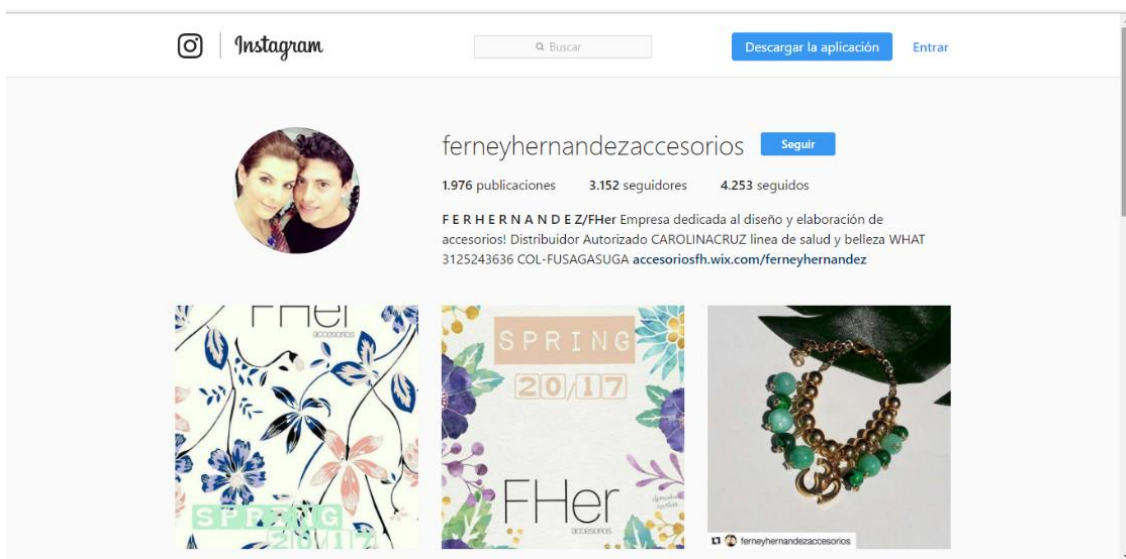 Instagram
Buscar
Descargar la aplicación
Entrar
ferneyhernandezaccesorios
Seguir
1.976 publicaciones 3.152 seguidores 4.253 seguidos
F E R H E R N A N D E Z/FHer Empresa dedicada al diseño y elaboración de
accesorios! Distribuidor Autorizado CAROLINACRUZ linea de salud y belleza WHAT
3125243636 COL-FUSAGASUGA accesoriosfh.wix.com/ferneyhernandez
FHer
accesorios
SPRING
20/17
SPRING
20/17
FHer
accesorios
ferneyhernandezaccesorios